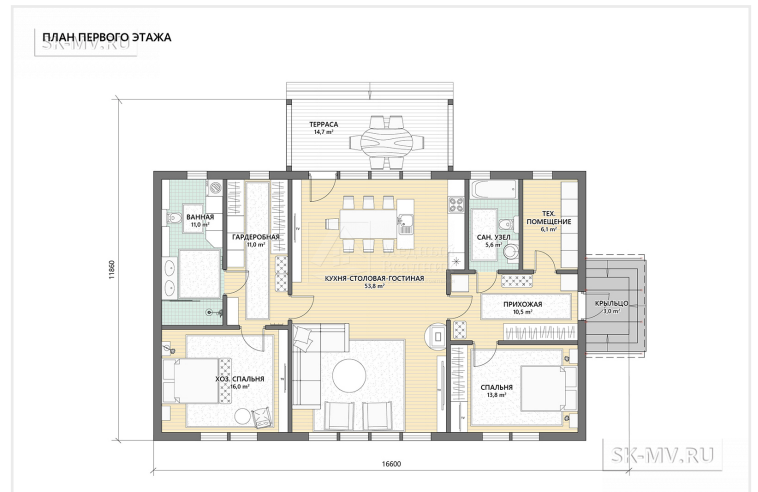 ПЛАН ПЕРВОГО ЭТАЖА
SK-MV.RU
ТЕРРАСА
14,7 m²
ВАННАЯ
11,0 m²
ГАРДЕРОБНАЯ
11,0 m²
САН. УЗЕЛ
5,6 m²
ТЕХ.
ПОМЕЩЕНИЕ
6,1 m²
КУХНЯ-СТОЛОВАЯ-ГОСТИНАЯ
53,8 m²
ПРИХОЖАЯ
10,5 m²
КРЫЛЬЦО
3,0 m²
ХОЗ. СПАЛЬНЯ
16,0 m²
СПАЛЬНЯ
13,8 m²
11860
16600
SK-MV.RU